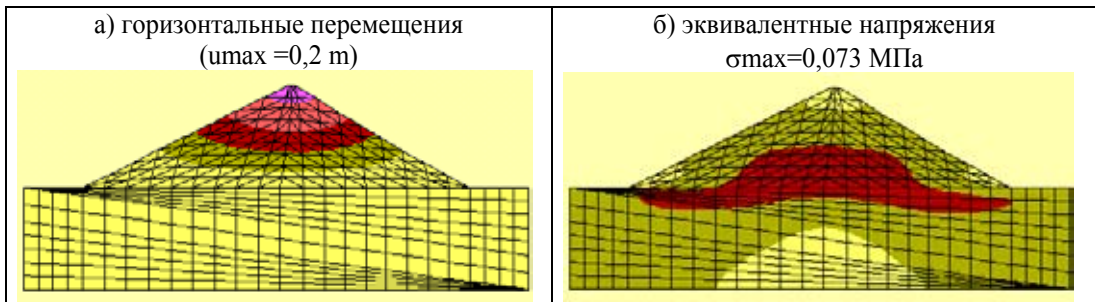 а) горизонтальные перемещения
(umax =0,2 m)
б) эквивалентные напряжения
σmax=0,073 МПа